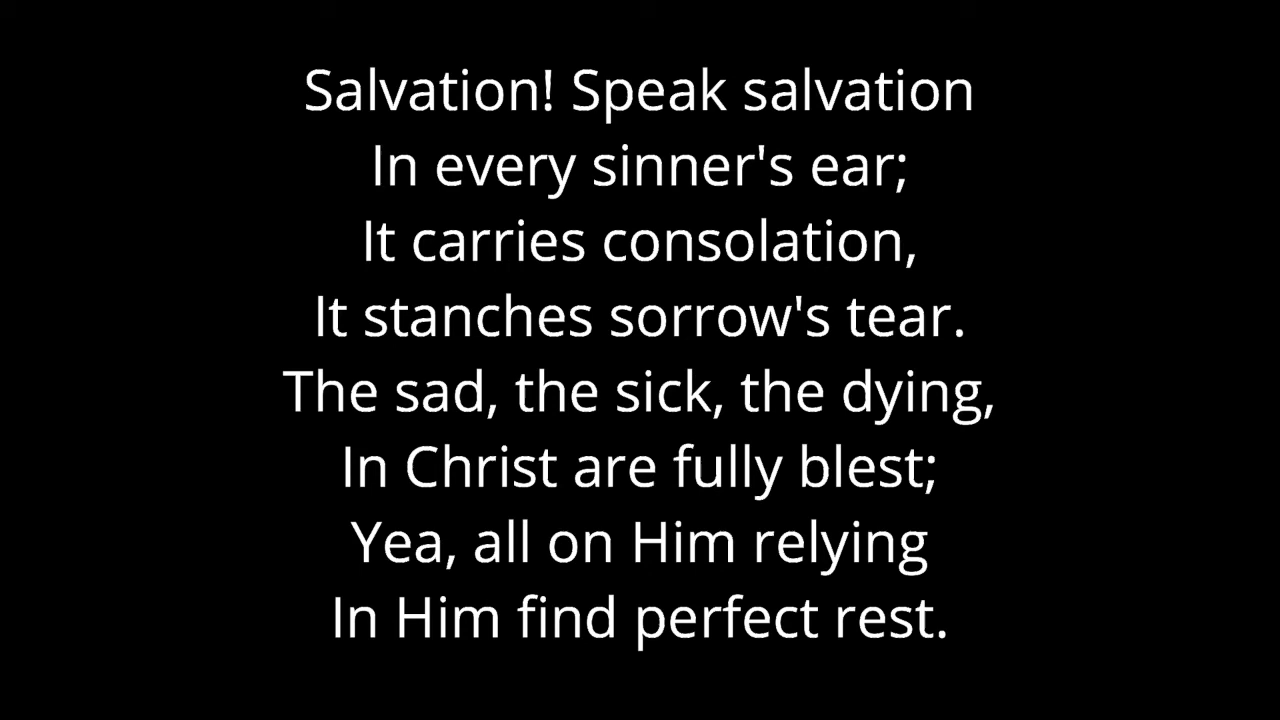 Salvation! Speak salvation
In every sinner's ear;
It carries consolation,
It stanches sorrow's tear.
The sad, the sick, the dying,
In Christ are fully blest;
Yea, all on Him relying
In Him find perfect rest.